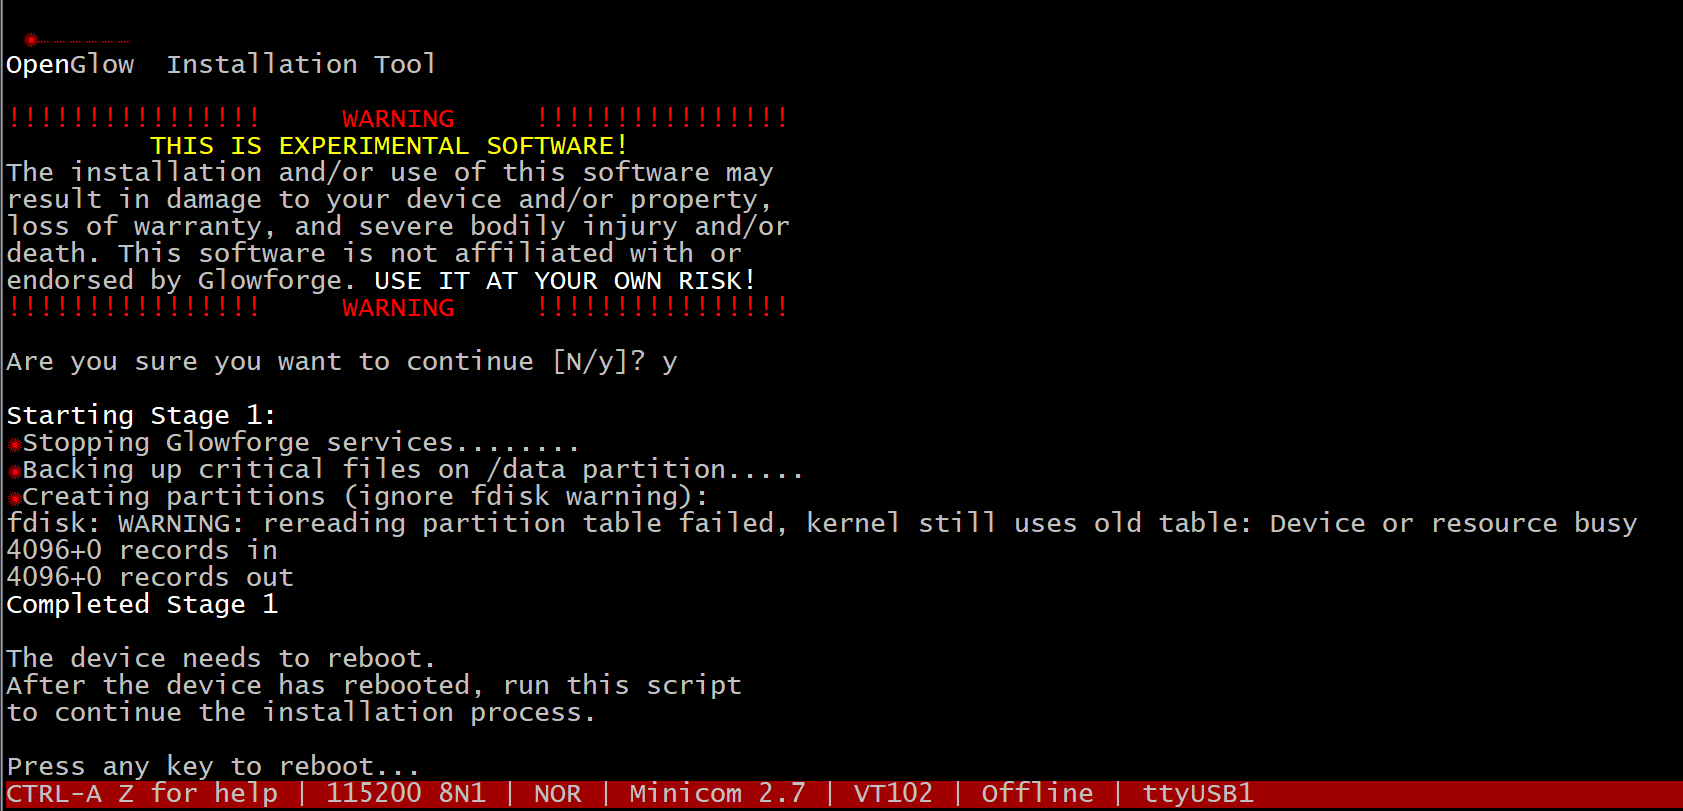 OpenGlow  Installation Tool
!!!!!!!!!!!!!!!!     WARNING     !!!!!!!!!!!!!!!!
THIS IS EXPERIMENTAL SOFTWARE!
The installation and/or use of this software may
result in damage to your device and/or property,
loss of warranty, and severe bodily injury and/or
death. This software is not affiliated with or
endorsed by Glowforge. USE IT AT YOUR OWN RISK!
!!!!!!!!!!!!!!!!     WARNING     !!!!!!!!!!!!!!!!
Are you sure you want to continue [N/y]? y
Starting Stage 1:
✺Stopping Glowforge services........
✺Backing up critical files on /data partition.....
✺Creating partitions (ignore fdisk warning):
fdisk: WARNING: rereading partition table failed, kernel still uses old table: Device or resource busy
4096+0 records in
4096+0 records out
Completed Stage 1
The device needs to reboot.
After the device has rebooted, run this script
to continue the installation process.
Press any key to reboot...
CTRL-A Z for help | 115200 8N1 | NOR | Minicom 2.7 | VT102 | Offline | ttyUSB1